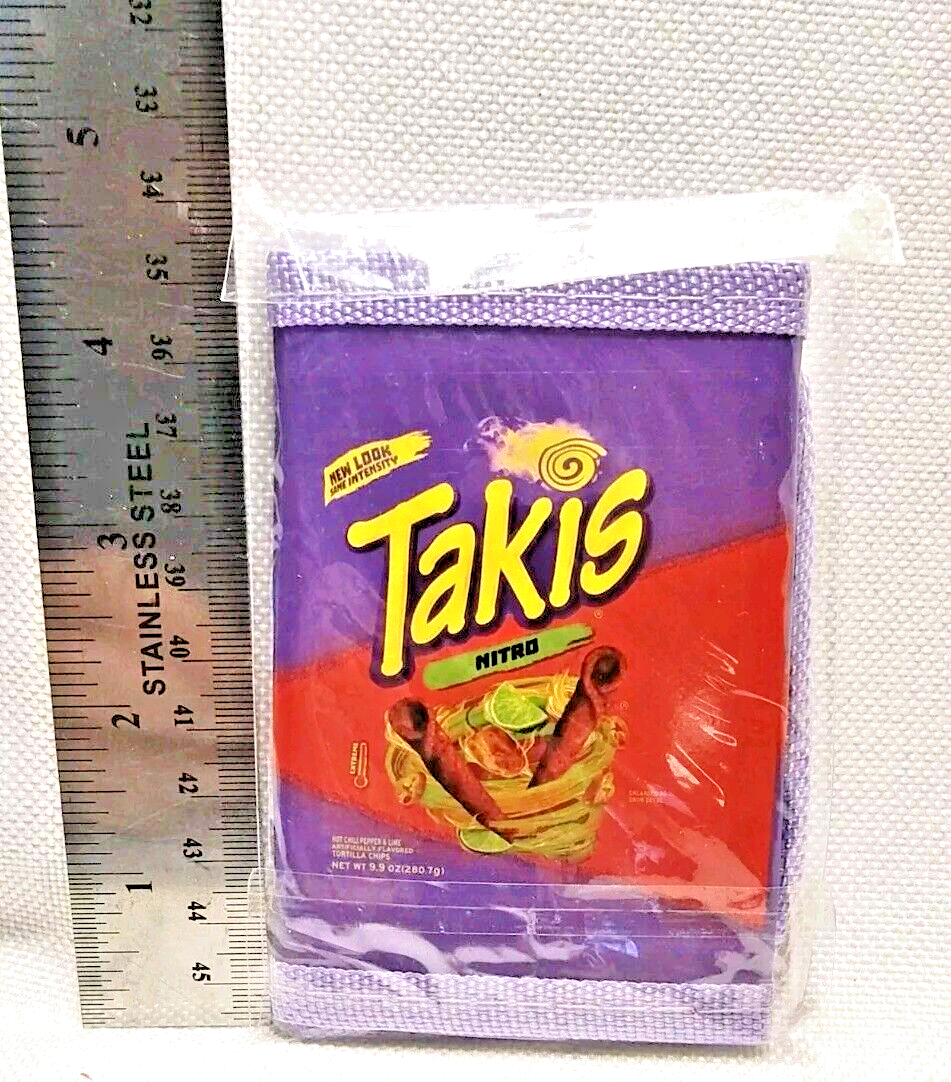 32
33
5
34
35
4
36
37
38
3
39
STAINLESS STEEL
40
2
41
42
43
1
44
45
NEW LOOK
SAME INTENSITY
Takis
®
NITRO
®
EXTREME
HOT CHILI PEPPER & LIME
ARTIFICIALLY FLAVORED
TORTILLA CHIPS
NET WT 9.9 OZ(280.7g)